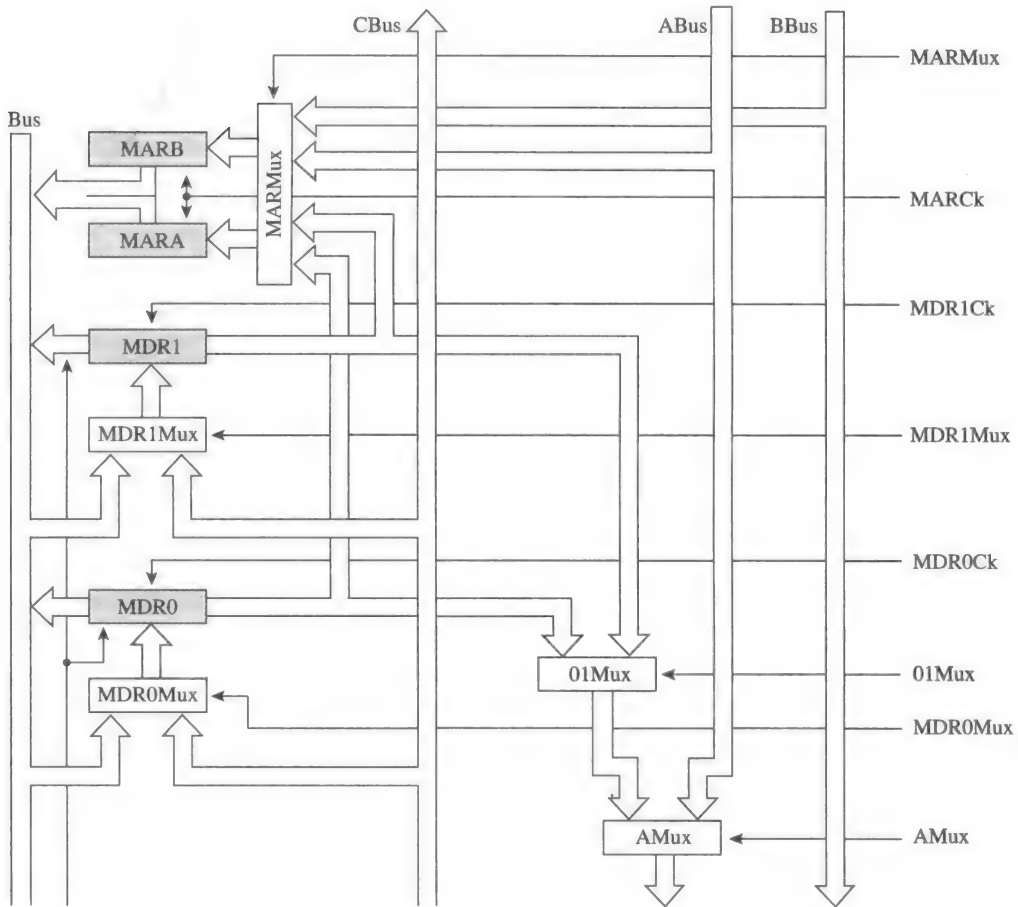 CBus
ABus
BBus
MARMux
Bus
MARB
MARMux
MARCk
MARA
MDR1Ck
MDR1
MDR1Mux
MDR1Mux
MDR0Ck
MDR0
01Mux
01Mux
MDR0Mux
MDR0Mux
AMux
AMux